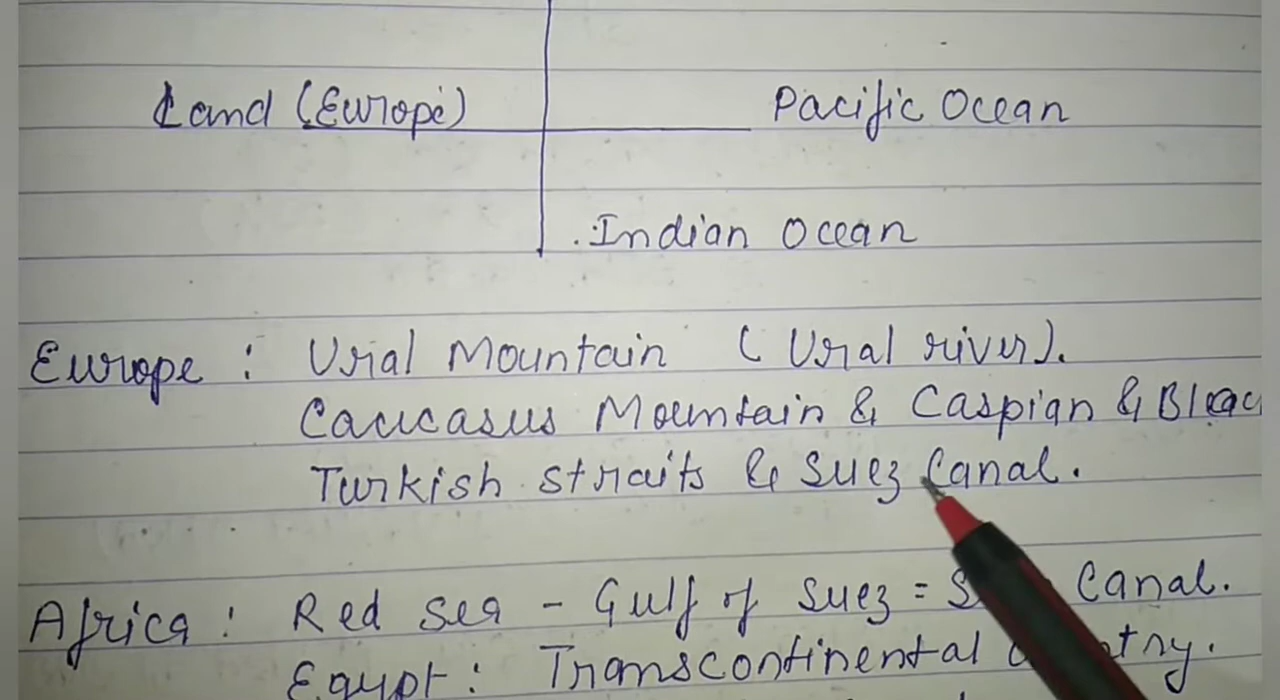 Land (Europe)
Pacific Ocean
Indian Ocean
Europe : Ural Mountain (Ural river).
Caucasus Mountain & Caspian & Blac
Turkish straits & Suez Canal.
Africa : Red sea - Gulf of Suez = Canal.
Egypt : Transcontinental